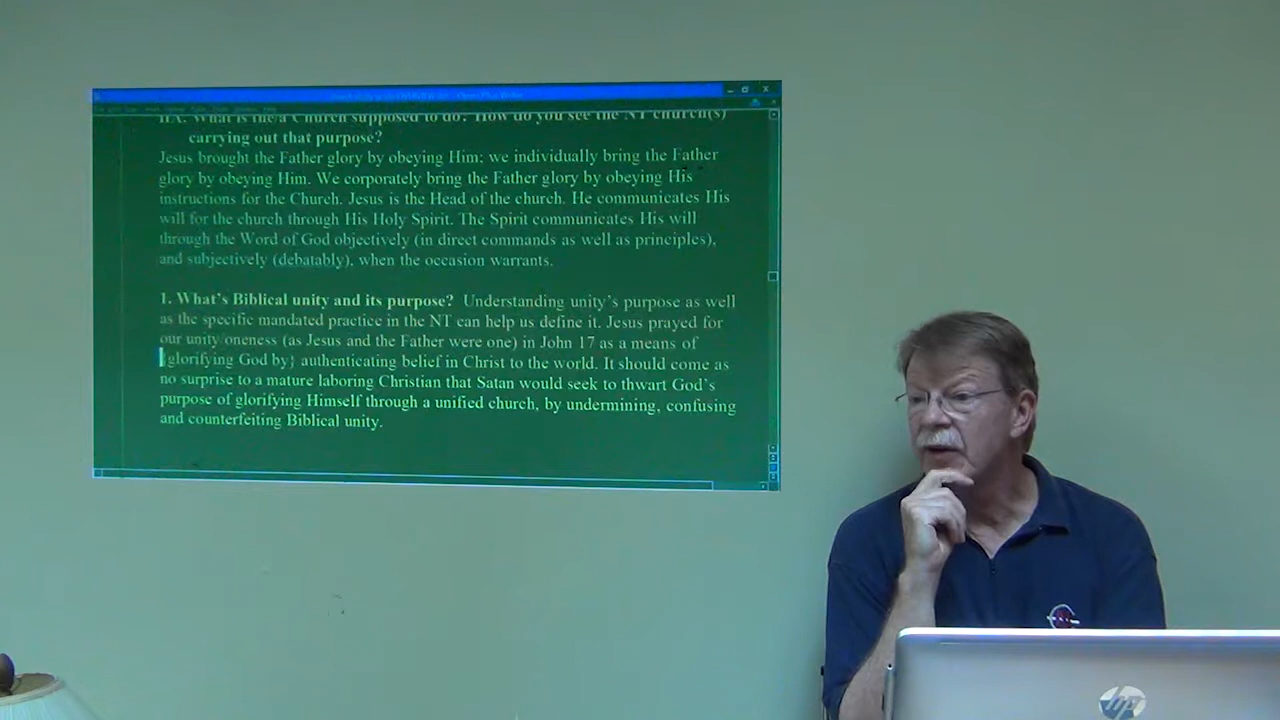 IIA. What is the/a Church supposed to do? How do you see the NT church(s)
carrying out that purpose?
Jesus brought the Father glory by obeying Him; we individually bring the Father
glory by obeying Him. We corporately bring the Father glory by obeying His
instructions for the Church. Jesus is the Head of the church. He communicates His
will for the church through His Holy Spirit. The Spirit communicates His will
through the Word of God objectively (in direct commands as well as principles),
and subjectively (debatably), when the occasion warrants.
1. What's Biblical unity and its purpose? Understanding unity's purpose as well
as the specific mandated practice in the NT can help us define it. Jesus prayed for
our unity/oneness (as Jesus and the Father were one) in John 17 as a means of
{glorifying God by} authenticating belief in Christ to the world. It should come as
no surprise to a mature laboring Christian that Satan would seek to thwart God's
purpose of glorifying Himself through a unified church, by undermining, confusing
and counterfeiting Biblical unity.
hp